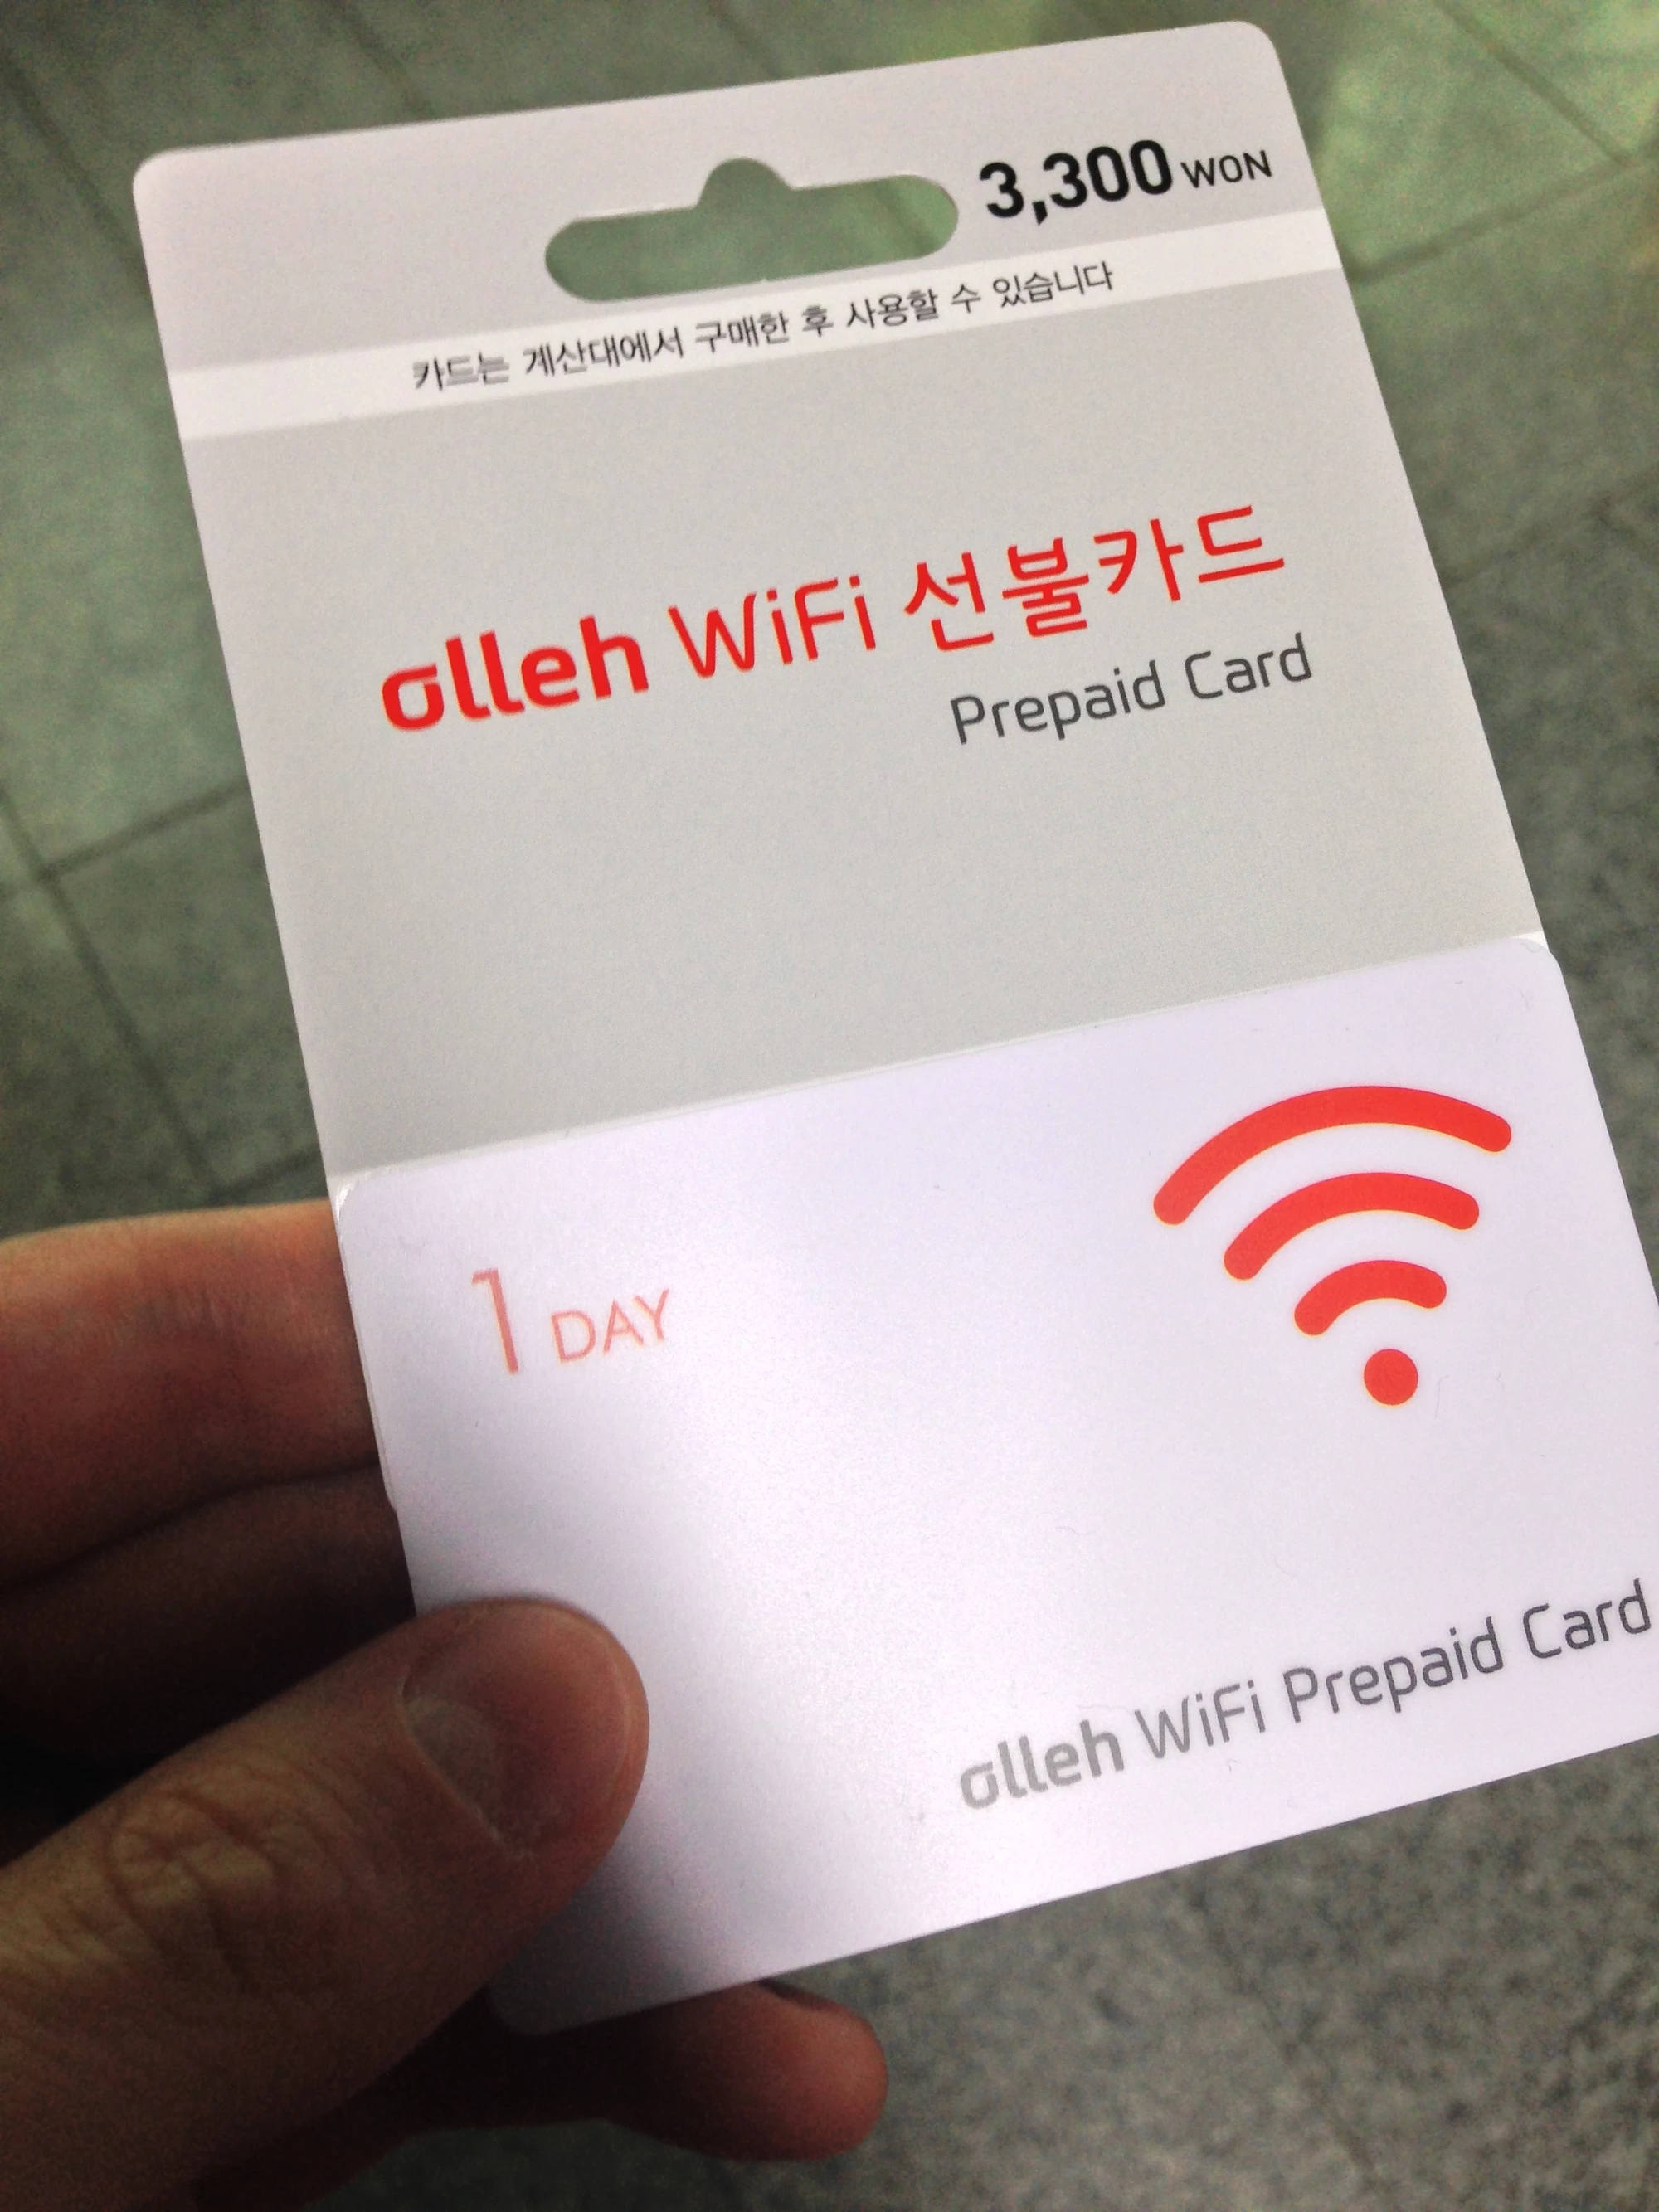 3,300 WON
카드는 계산대에서 구매한 후 사용할 수 있습니다
olleh WiFi 선불카드
Prepaid Card
1 DAY
olleh WiFi Prepaid Card